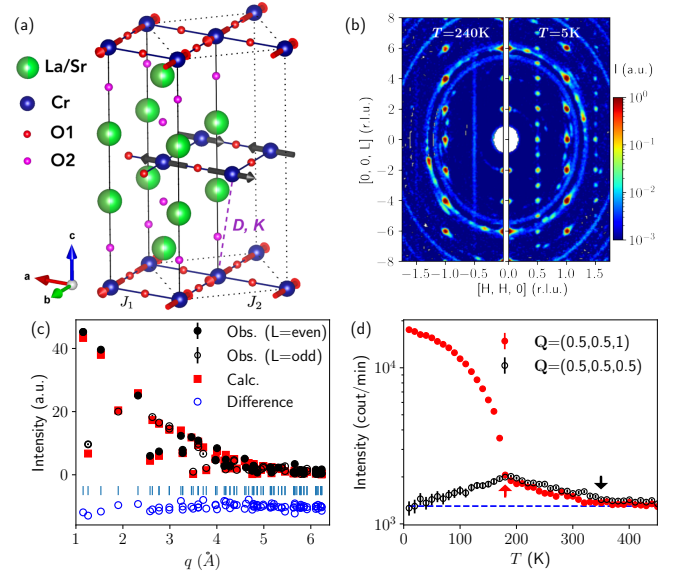 (a)
La/Sr
Cr
O1
O2
c
a
b
D, K
J1
J2
(b)
T=240K
T=5K
[0, 0, L] (r.l.u.)
8
6
4
2
0
−2
−4
−6
−8
−1.5
−1.0
−0.5
0.0
0.0
0.5
1.0
1.5
[H, H, 0] (r.l.u.)
I (a.u.)
10^0
10^−1
10^−2
10^−3
(c)
Obs. (L=even)
Obs. (L=odd)
Calc.
Difference
Intensity (a.u.)
40
20
0
1
2
3
4
5
6
q (Å)
(d)
Q=(0.5,0.5,1)
Q=(0.5,0.5,0.5)
Intensity (cout/min)
10^4
10^3
0
100
200
300
400
T (K)